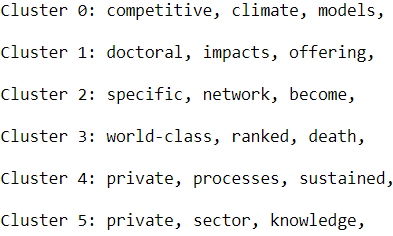 Cluster 0: competitive, climate, models,
Cluster 1: doctoral, impacts, offering,
Cluster 2: specific, network, become,
Cluster 3: world-class, ranked, death,
Cluster 4: private, processes, sustained,
Cluster 5: private, sector, knowledge,